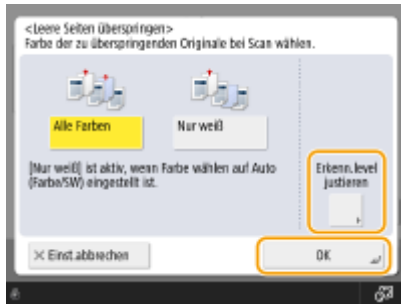 <Leere Seiten überspringen>
Farbe der zu überspringenden Originale bei Scan wählen.
Alle Farben
Nur weiß
[Nur weiß] ist aktiv, wenn Farbe wählen auf Auto
(Farbe/SW) eingestellt ist.
Erkenn.level
justieren
× Einst.abbrechen
OK